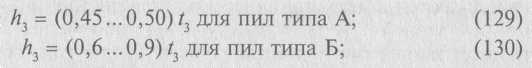 h₃ = (0,45...0,50) t₃ для пил типа А; (129)
h₃ = (0,6...0,9) t₃ для пил типа Б; (130)